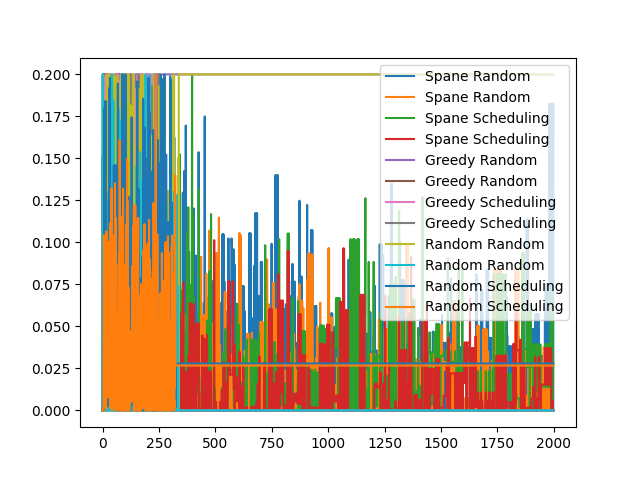 0.200
0.175
0.150
0.125
0.100
0.075
0.050
0.025
0.000
0 250 500 750 1000 1250 1500 1750 2000
Spane Random
Spane Random
Spane Scheduling
Spane Scheduling
Greedy Random
Greedy Random
Greedy Scheduling
Greedy Scheduling
Random Random
Random Random
Random Scheduling
Random Scheduling